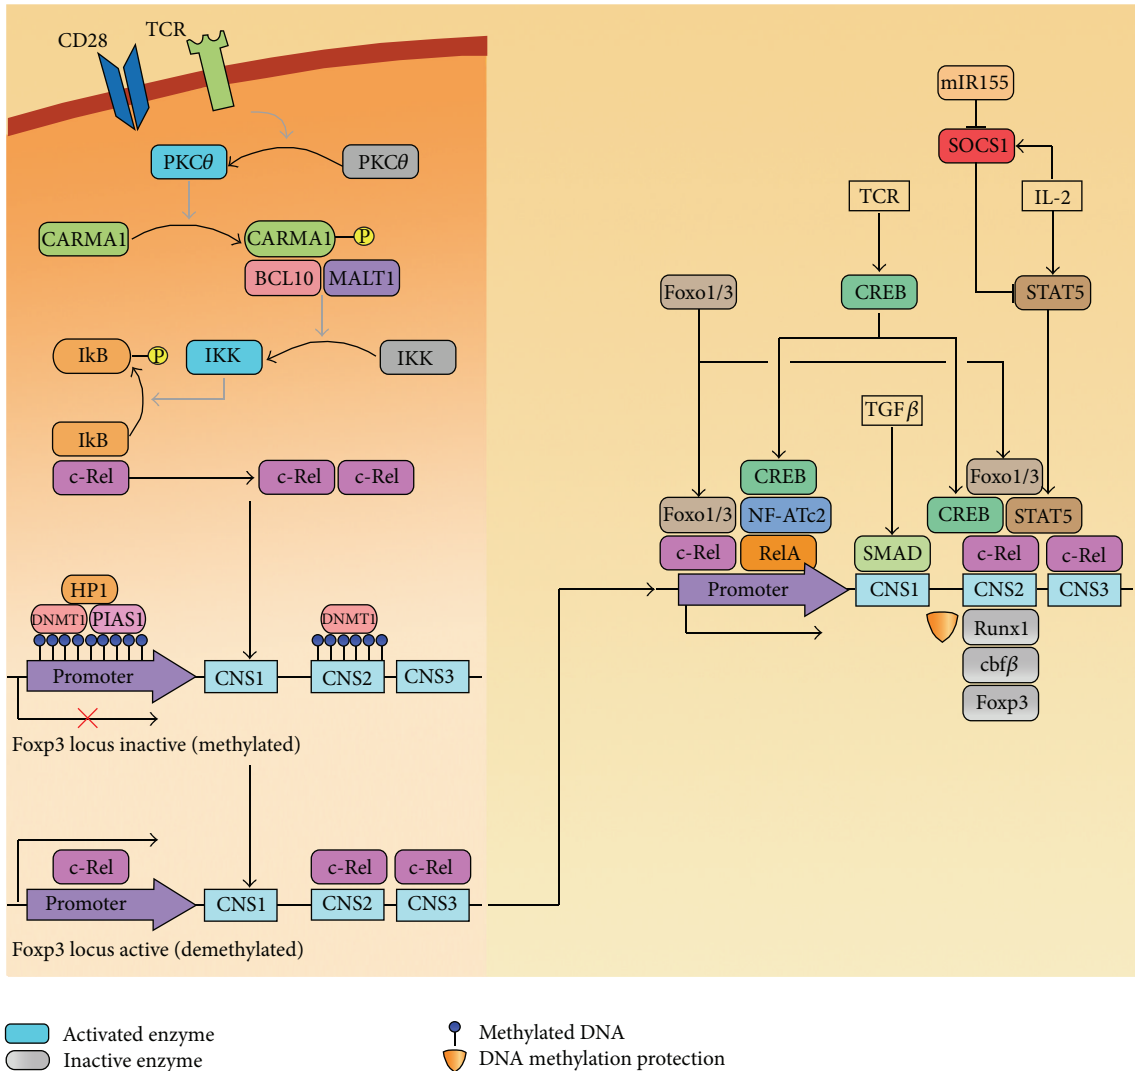 CD28
TCR
PKCθ
PKCθ
CARMA1
CARMA1
P
BCL10
MALT1
IkB
P
IKK
IKK
IkB
c-Rel
c-Rel
c-Rel
HP1
DNMT1
PIAS1
DNMT1
Promoter
CNS1
CNS2
CNS3
Foxp3 locus inactive (methylated)
c-Rel
c-Rel
c-Rel
Promoter
CNS1
CNS2
CNS3
Foxp3 locus active (demethylated)
mIR155
SOCS1
TCR
IL-2
Foxo1/3
CREB
STAT5
TGFβ
CREB
Foxo1/3
Foxo1/3
NF-ATc2
CREB
STAT5
c-Rel
RelA
SMAD
c-Rel
c-Rel
Promoter
CNS1
CNS2
CNS3
Runx1
cbfβ
Foxp3
Activated enzyme
Inactive enzyme
Methylated DNA
DNA methylation protection